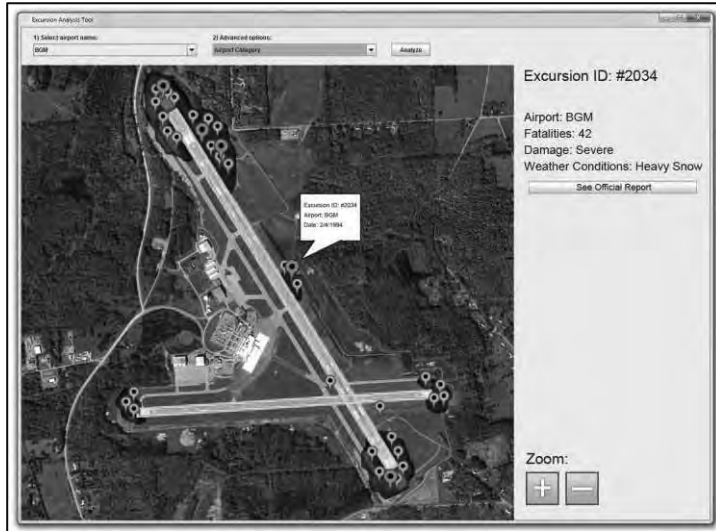 Excursion Analysis Tool
1) Select airport name:
2) Advanced options:
BGM
Airport Category
Analyze
Excursion ID: #2034
Airport: BGM
Date: 2/4/1994
Excursion ID: #2034
Airport: BGM
Fatalities: 42
Damage: Severe
Weather Conditions: Heavy Snow
See Official Report
Zoom: